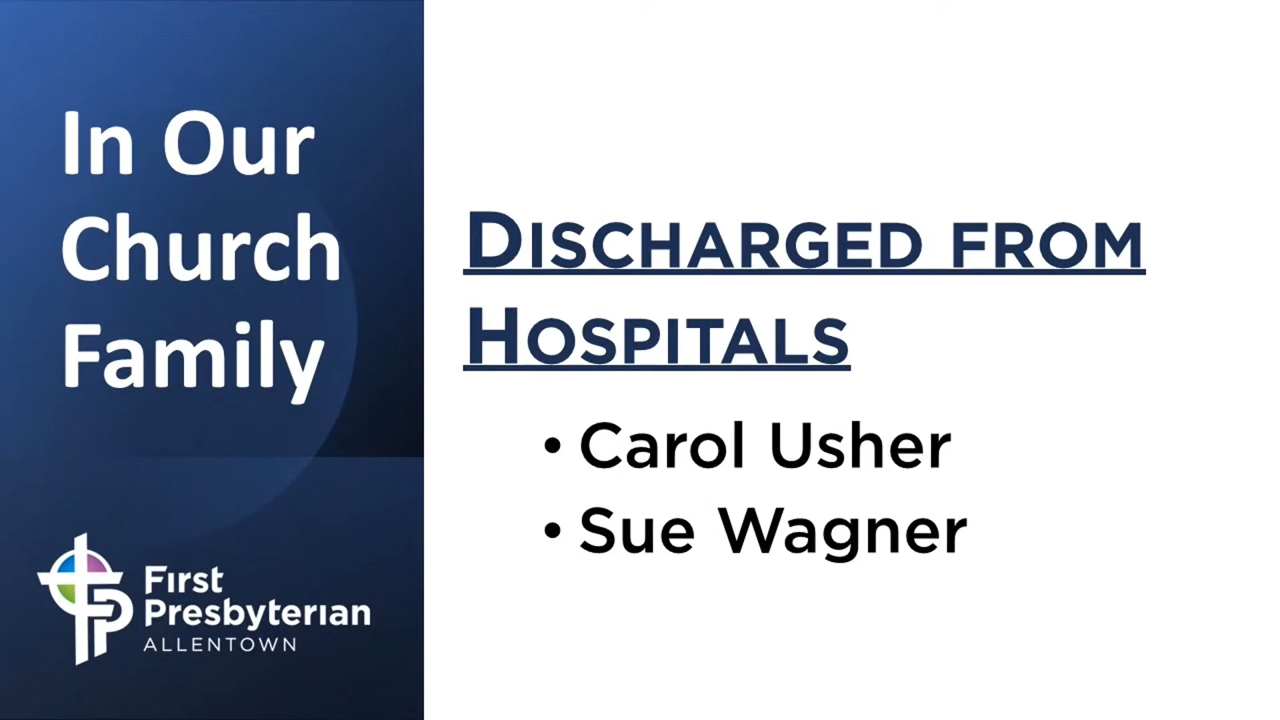 In Our
Church
Family
First
Presbyterian
ALLENTOWN
DISCHARGED FROM
HOSPITALS
• Carol Usher
• Sue Wagner